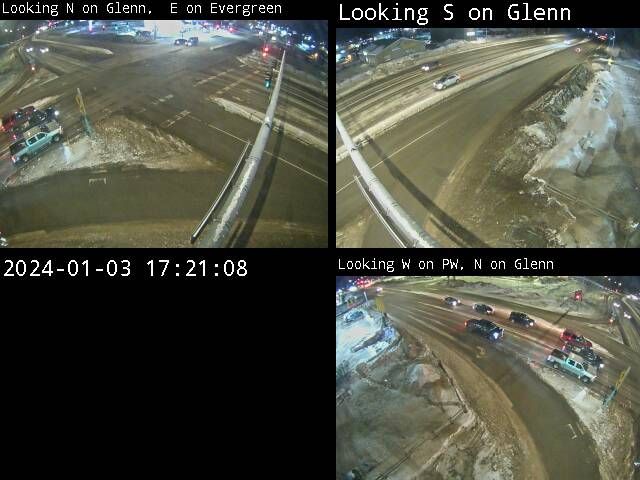 Looking N on Glenn, E on Evergreen
Looking S on Glenn
2024-01-03 17:21:08
Looking W on PW, N on Glenn